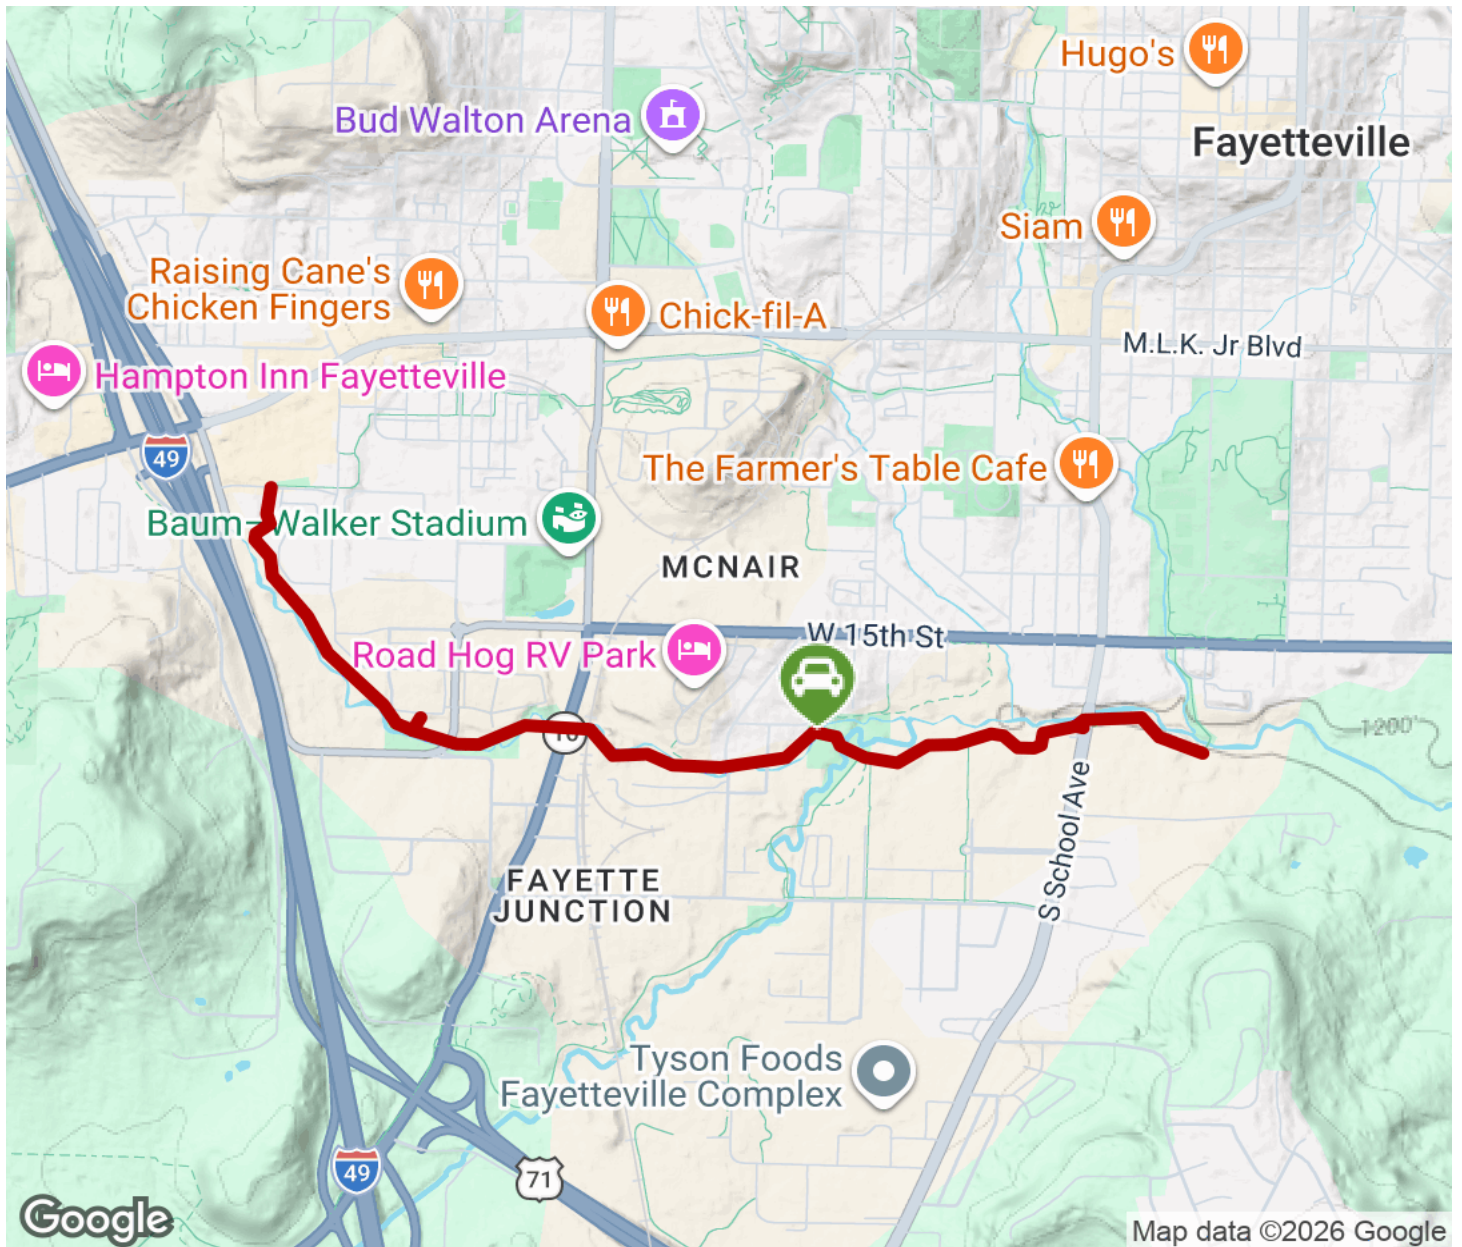 Hugo's
Bud Walton Arena
Fayetteville
Siam
Raising Cane's
Chicken Fingers
Chick-fil-A
M.L.K. Jr Blvd
Hampton Inn Fayetteville
49
The Farmer's Table Cafe
Baum-Walker Stadium
MCNAIR
W 15th St
Road Hog RV Park
1200'
S School Ave
FAYETTE
JUNCTION
Tyson Foods
Fayetteville Complex
49
71
Google
Map data ©2026 Google